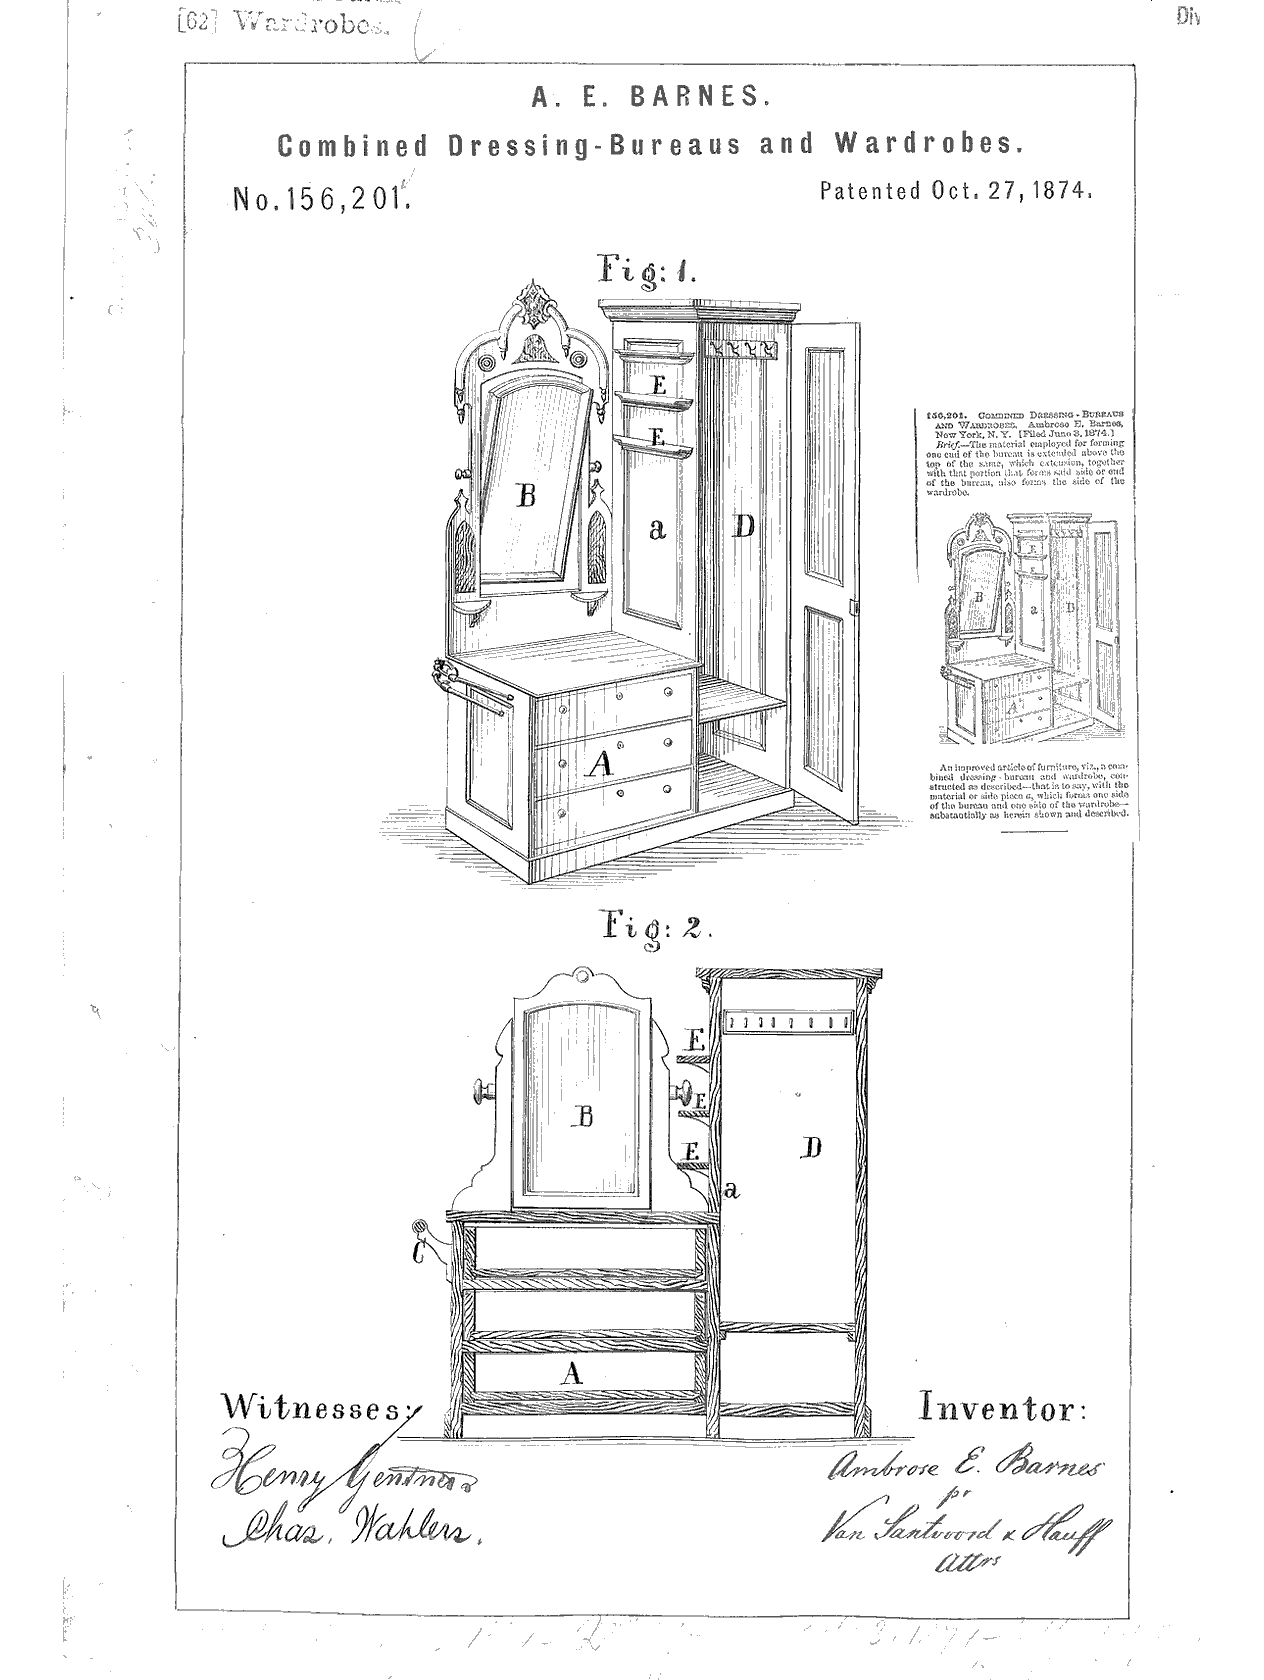 [62] Wardrobes.
Div
A. E. BARNES.
Combined Dressing-Bureaus and Wardrobes.
No. 156,201.
Patented Oct. 27, 1874.
Fig: 1.
E
E
B
a
D
A
156,201. COMBINED DRESSING-BUREAUS
AND WARDROBES. Ambrose E. Barnes,
New York, N. Y. [Filed June 3, 1874.]
Brief.—The material employed for forming
one end of the bureau is extended above the
top of the same, which extension, together
with that portion that forms said side or end
of the bureau, also forms the side of the
wardrobe.
E
E
B
a
D
A
An improved article of furniture, viz., a com-
bined dressing-bureau and wardrobe, con-
structed as described—that is to say, with the
material or side piece a, which forms one side
of the bureau and one side of the wardrobe—
substantially as herein shown and described.
Fig: 2.
E
E
B
E
D
a
C
A
Witnesses:
Henry Gentner
Chas. Wahlers.
Inventor:
Ambrose E. Barnes
pr
Van Santvoord & Hauff
Attys